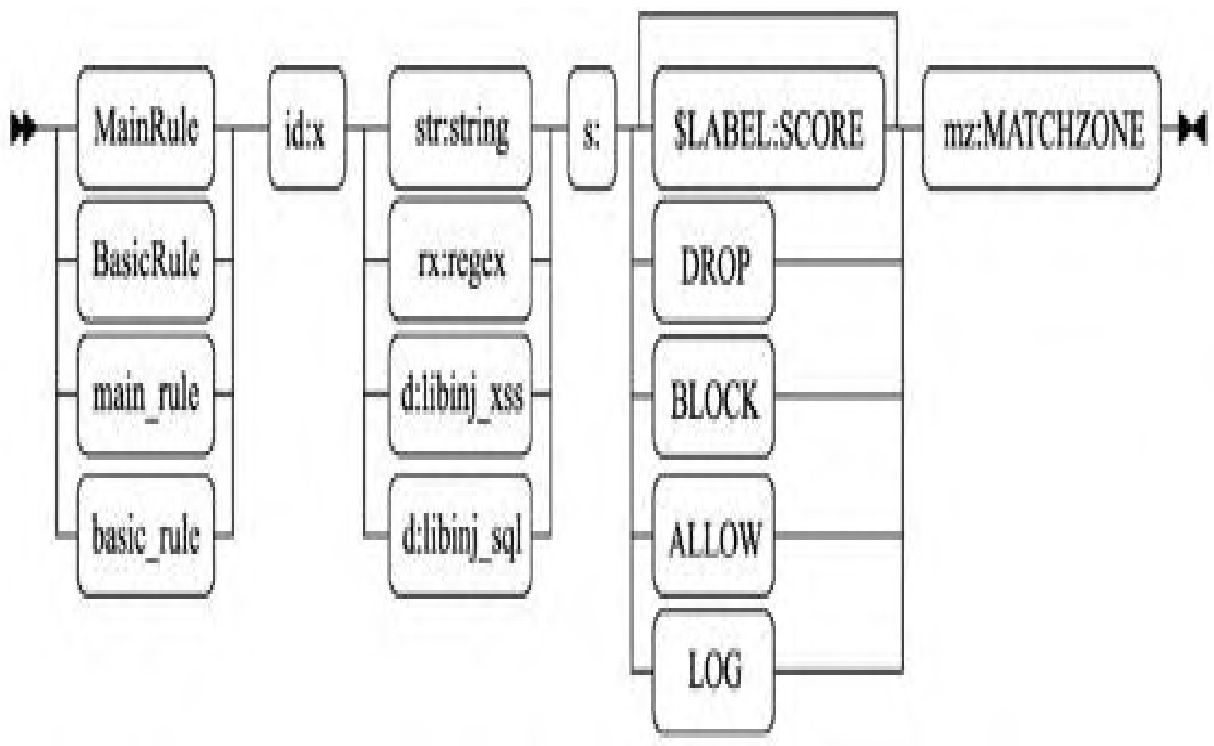 MainRule
id:x
str:string
s:
$LABEL:SCORE
mz:MATCHZONE
BasicRule
rx:regex
DROP
main_rule
d:libinj_xss
BLOCK
basic_rule
d:libinj_sql
ALLOW
LOG